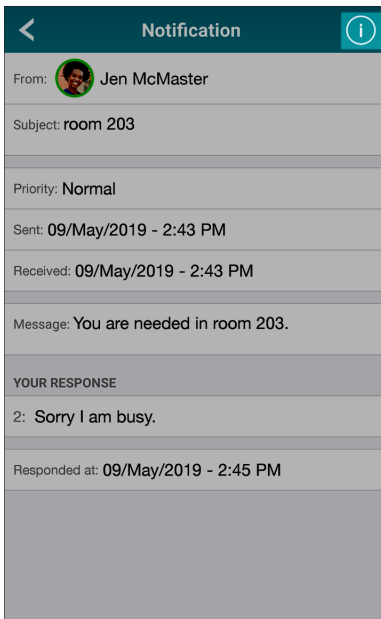 Notification
From: Jen McMaster
Subject: room 203
Priority: Normal
Sent: 09/May/2019 - 2:43 PM
Received: 09/May/2019 - 2:43 PM
Message: You are needed in room 203.
YOUR RESPONSE
2: Sorry I am busy.
Responded at: 09/May/2019 - 2:45 PM